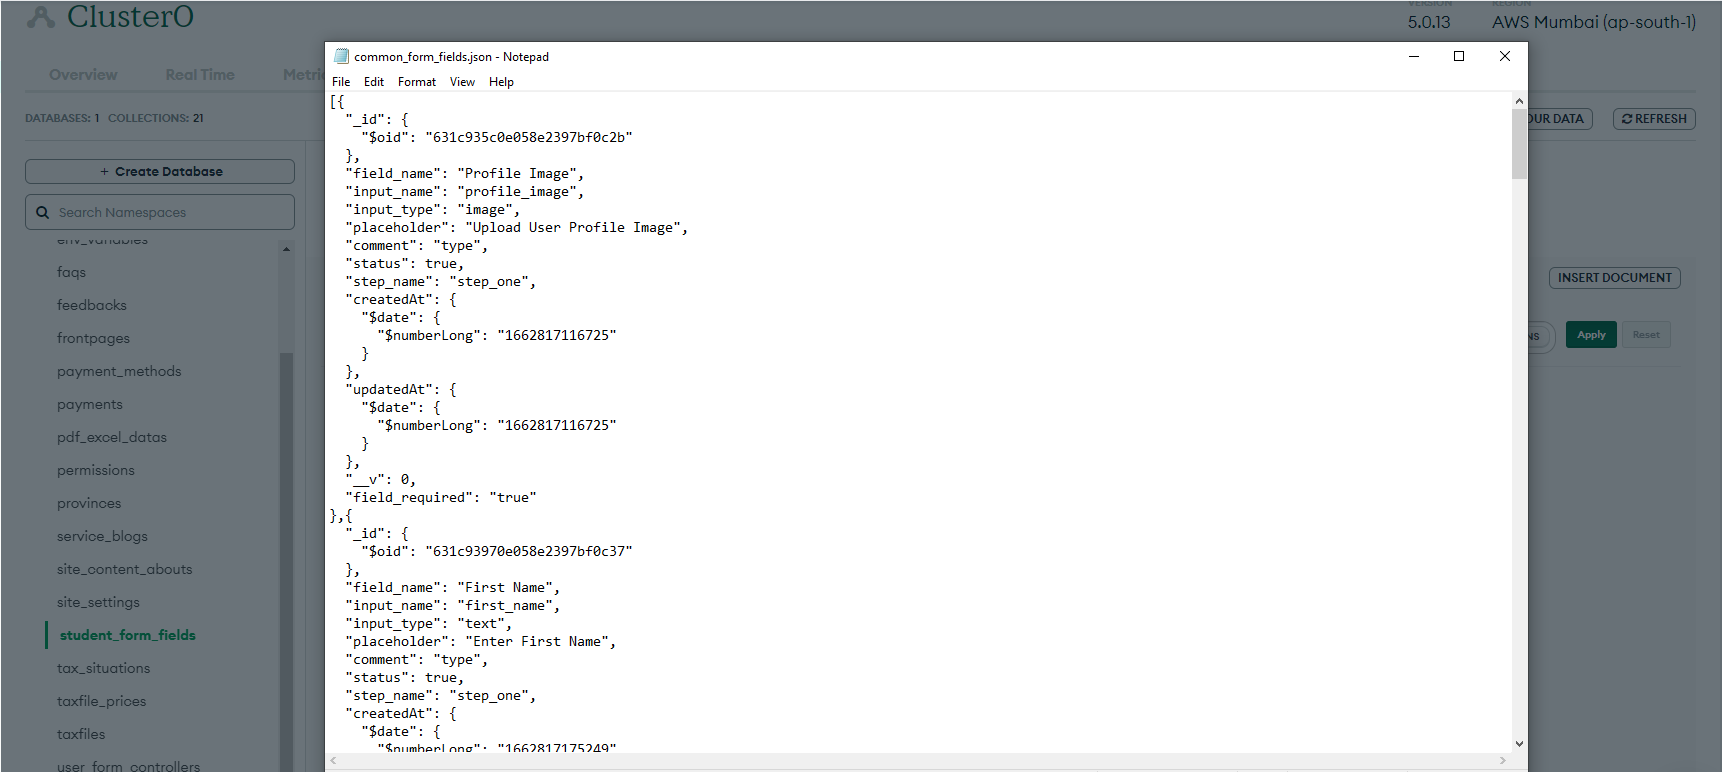 Cluster0
VERSION
REGION
5.0.13
AWS Mumbai (ap-south-1)
Overview
Real Time
Metri
DATABASES: 1 COLLECTIONS: 21
OUR DATA
REFRESH
+ Create Database
Search Namespaces
env_variables
faqs
feedbacks
frontpages
payment_methods
payments
pdf_excel_datas
permissions
provinces
service_blogs
site_content_abouts
site_settings
student_form_fields
tax_situations
taxfile_prices
taxfiles
user_form_controllers
INSERT DOCUMENT
NS
Apply
Reset
common_form_fields.json - Notepad
File Edit Format View Help
[{
  "_id": {
    "$oid": "631c935c0e058e2397bf0c2b"
  },
  "field_name": "Profile Image",
  "input_name": "profile_image",
  "input_type": "image",
  "placeholder": "Upload User Profile Image",
  "comment": "type",
  "status": true,
  "step_name": "step_one",
  "createdAt": {
    "$date": {
      "$numberLong": "1662817116725"
    }
  },
  "updatedAt": {
    "$date": {
      "$numberLong": "1662817116725"
    }
  },
  "__v": 0,
  "field_required": "true"
},{
  "_id": {
    "$oid": "631c93970e058e2397bf0c37"
  },
  "field_name": "First Name",
  "input_name": "first_name",
  "input_type": "text",
  "placeholder": "Enter First Name",
  "comment": "type",
  "status": true,
  "step_name": "step_one",
  "createdAt": {
    "$date": {
      "$numberLong": "1662817175249"